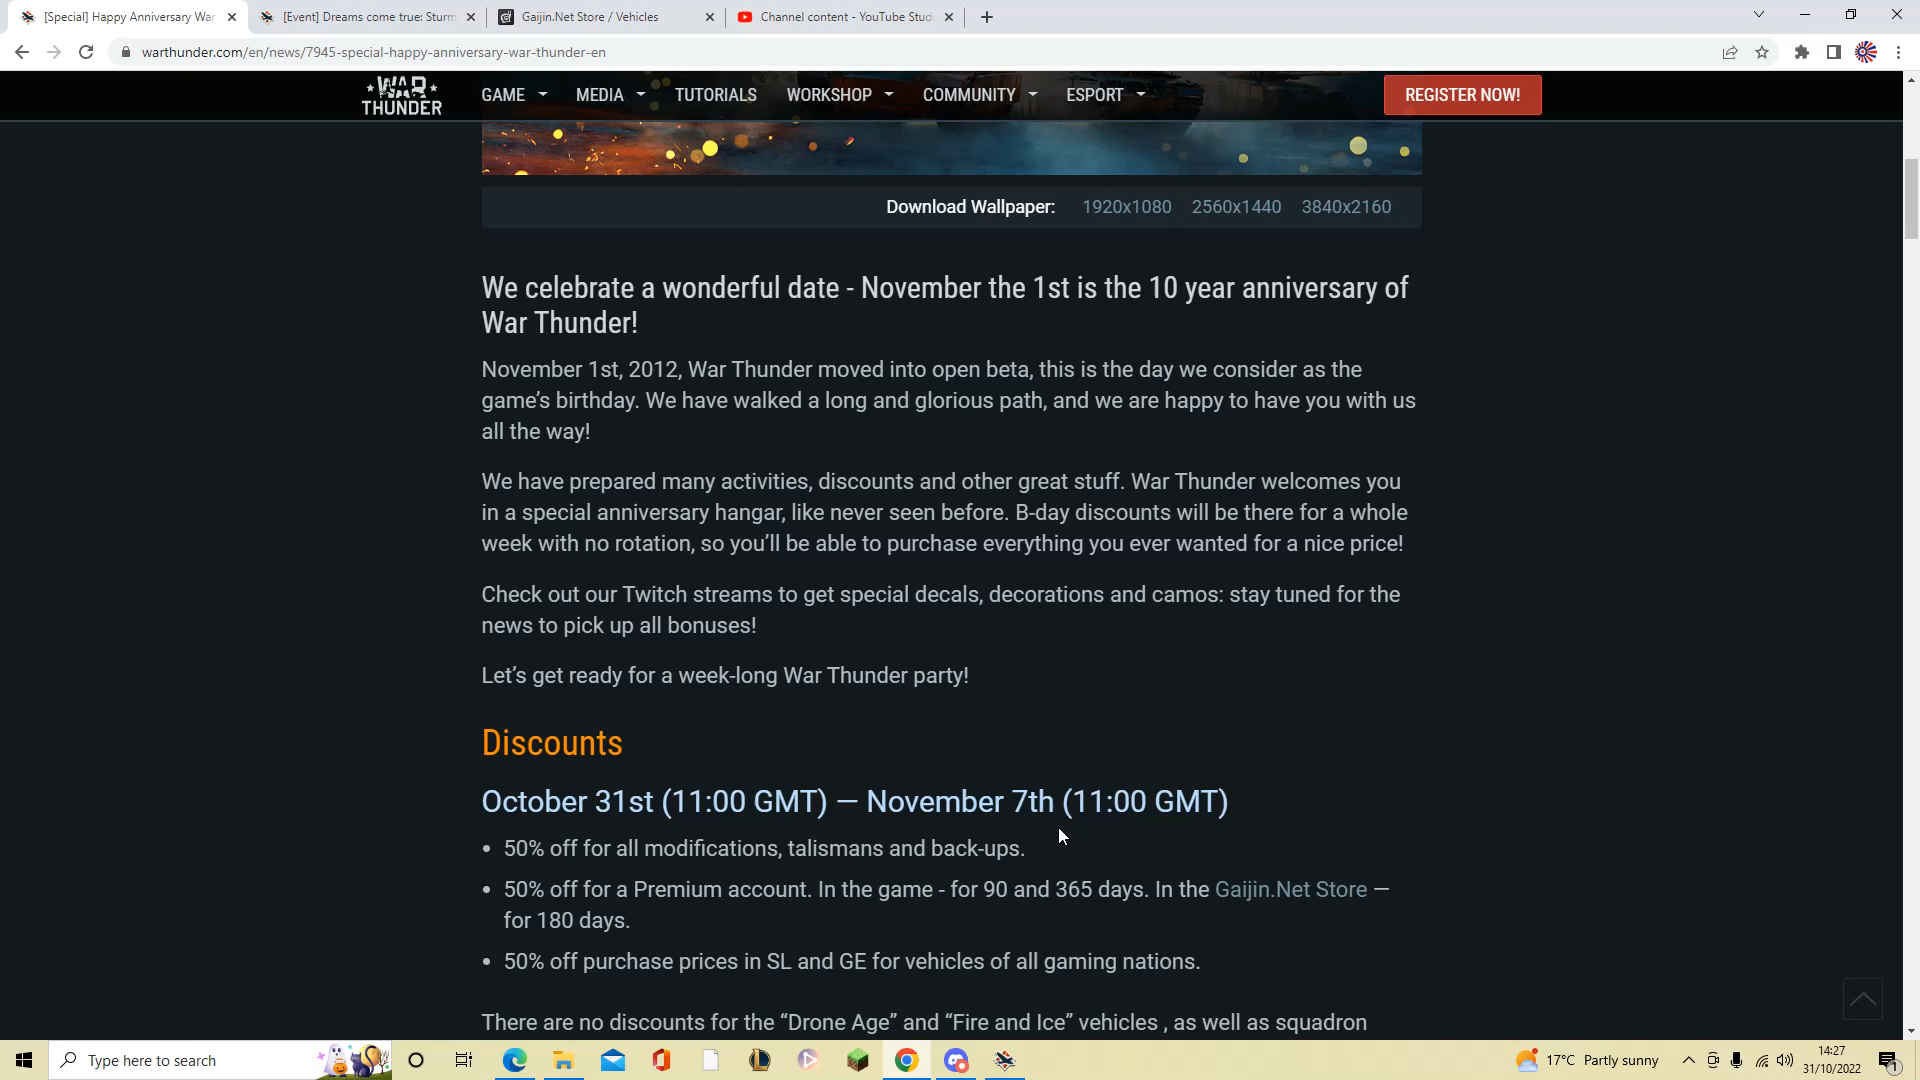 [Special] Happy Anniversary War
[Event] Dreams come true: Sturm
Gaijin.Net Store / Vehicles
Channel content - YouTube Stud
warthunder.com/en/news/7945-special-happy-anniversary-war-thunder-en
WAR THUNDER
GAME MEDIA TUTORIALS WORKSHOP COMMUNITY ESPORT
REGISTER NOW!
Download Wallpaper: 1920x1080 2560x1440 3840x2160
We celebrate a wonderful date - November the 1st is the 10 year anniversary of
War Thunder!
November 1st, 2012, War Thunder moved into open beta, this is the day we consider as the
game’s birthday. We have walked a long and glorious path, and we are happy to have you with us
all the way!
We have prepared many activities, discounts and other great stuff. War Thunder welcomes you
in a special anniversary hangar, like never seen before. B-day discounts will be there for a whole
week with no rotation, so you’ll be able to purchase everything you ever wanted for a nice price!
Check out our Twitch streams to get special decals, decorations and camos: stay tuned for the
news to pick up all bonuses!
Let’s get ready for a week-long War Thunder party!
Discounts
October 31st (11:00 GMT) — November 7th (11:00 GMT)
• 50% off for all modifications, talismans and back-ups.
• 50% off for a Premium account. In the game - for 90 and 365 days. In the Gaijin.Net Store —
for 180 days.
• 50% off purchase prices in SL and GE for vehicles of all gaming nations.
There are no discounts for the “Drone Age” and “Fire and Ice” vehicles , as well as squadron
Type here to search
17°C Partly sunny
14:27
31/10/2022
1